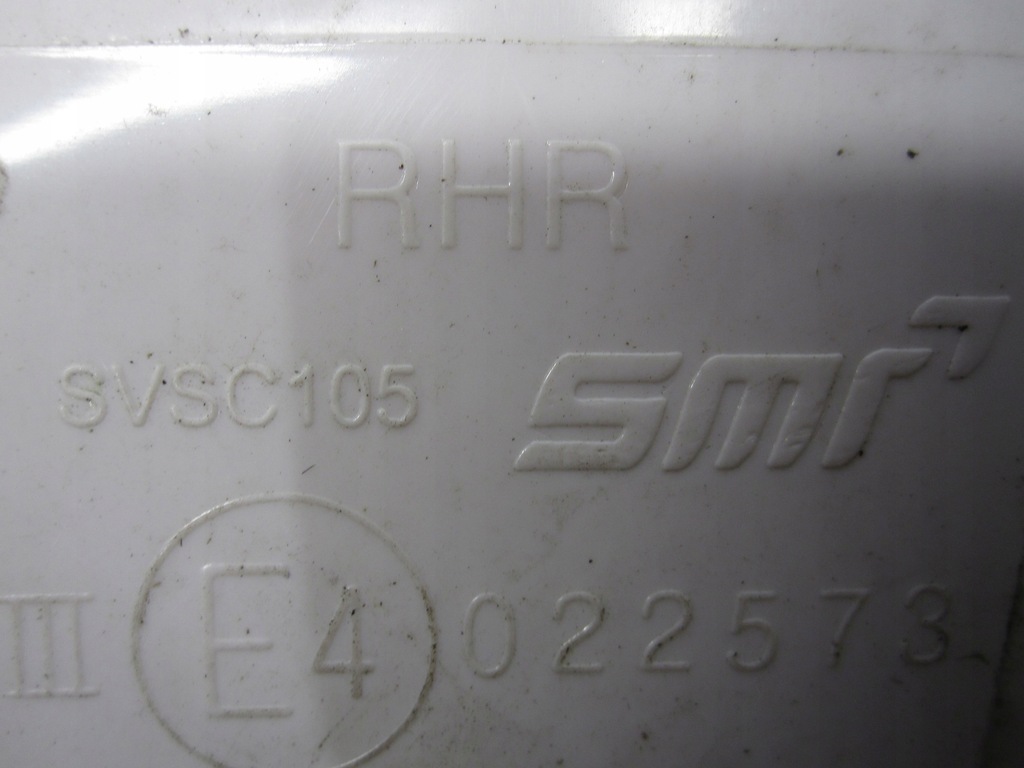 RHR
SVSC105 smr
III E4 022573